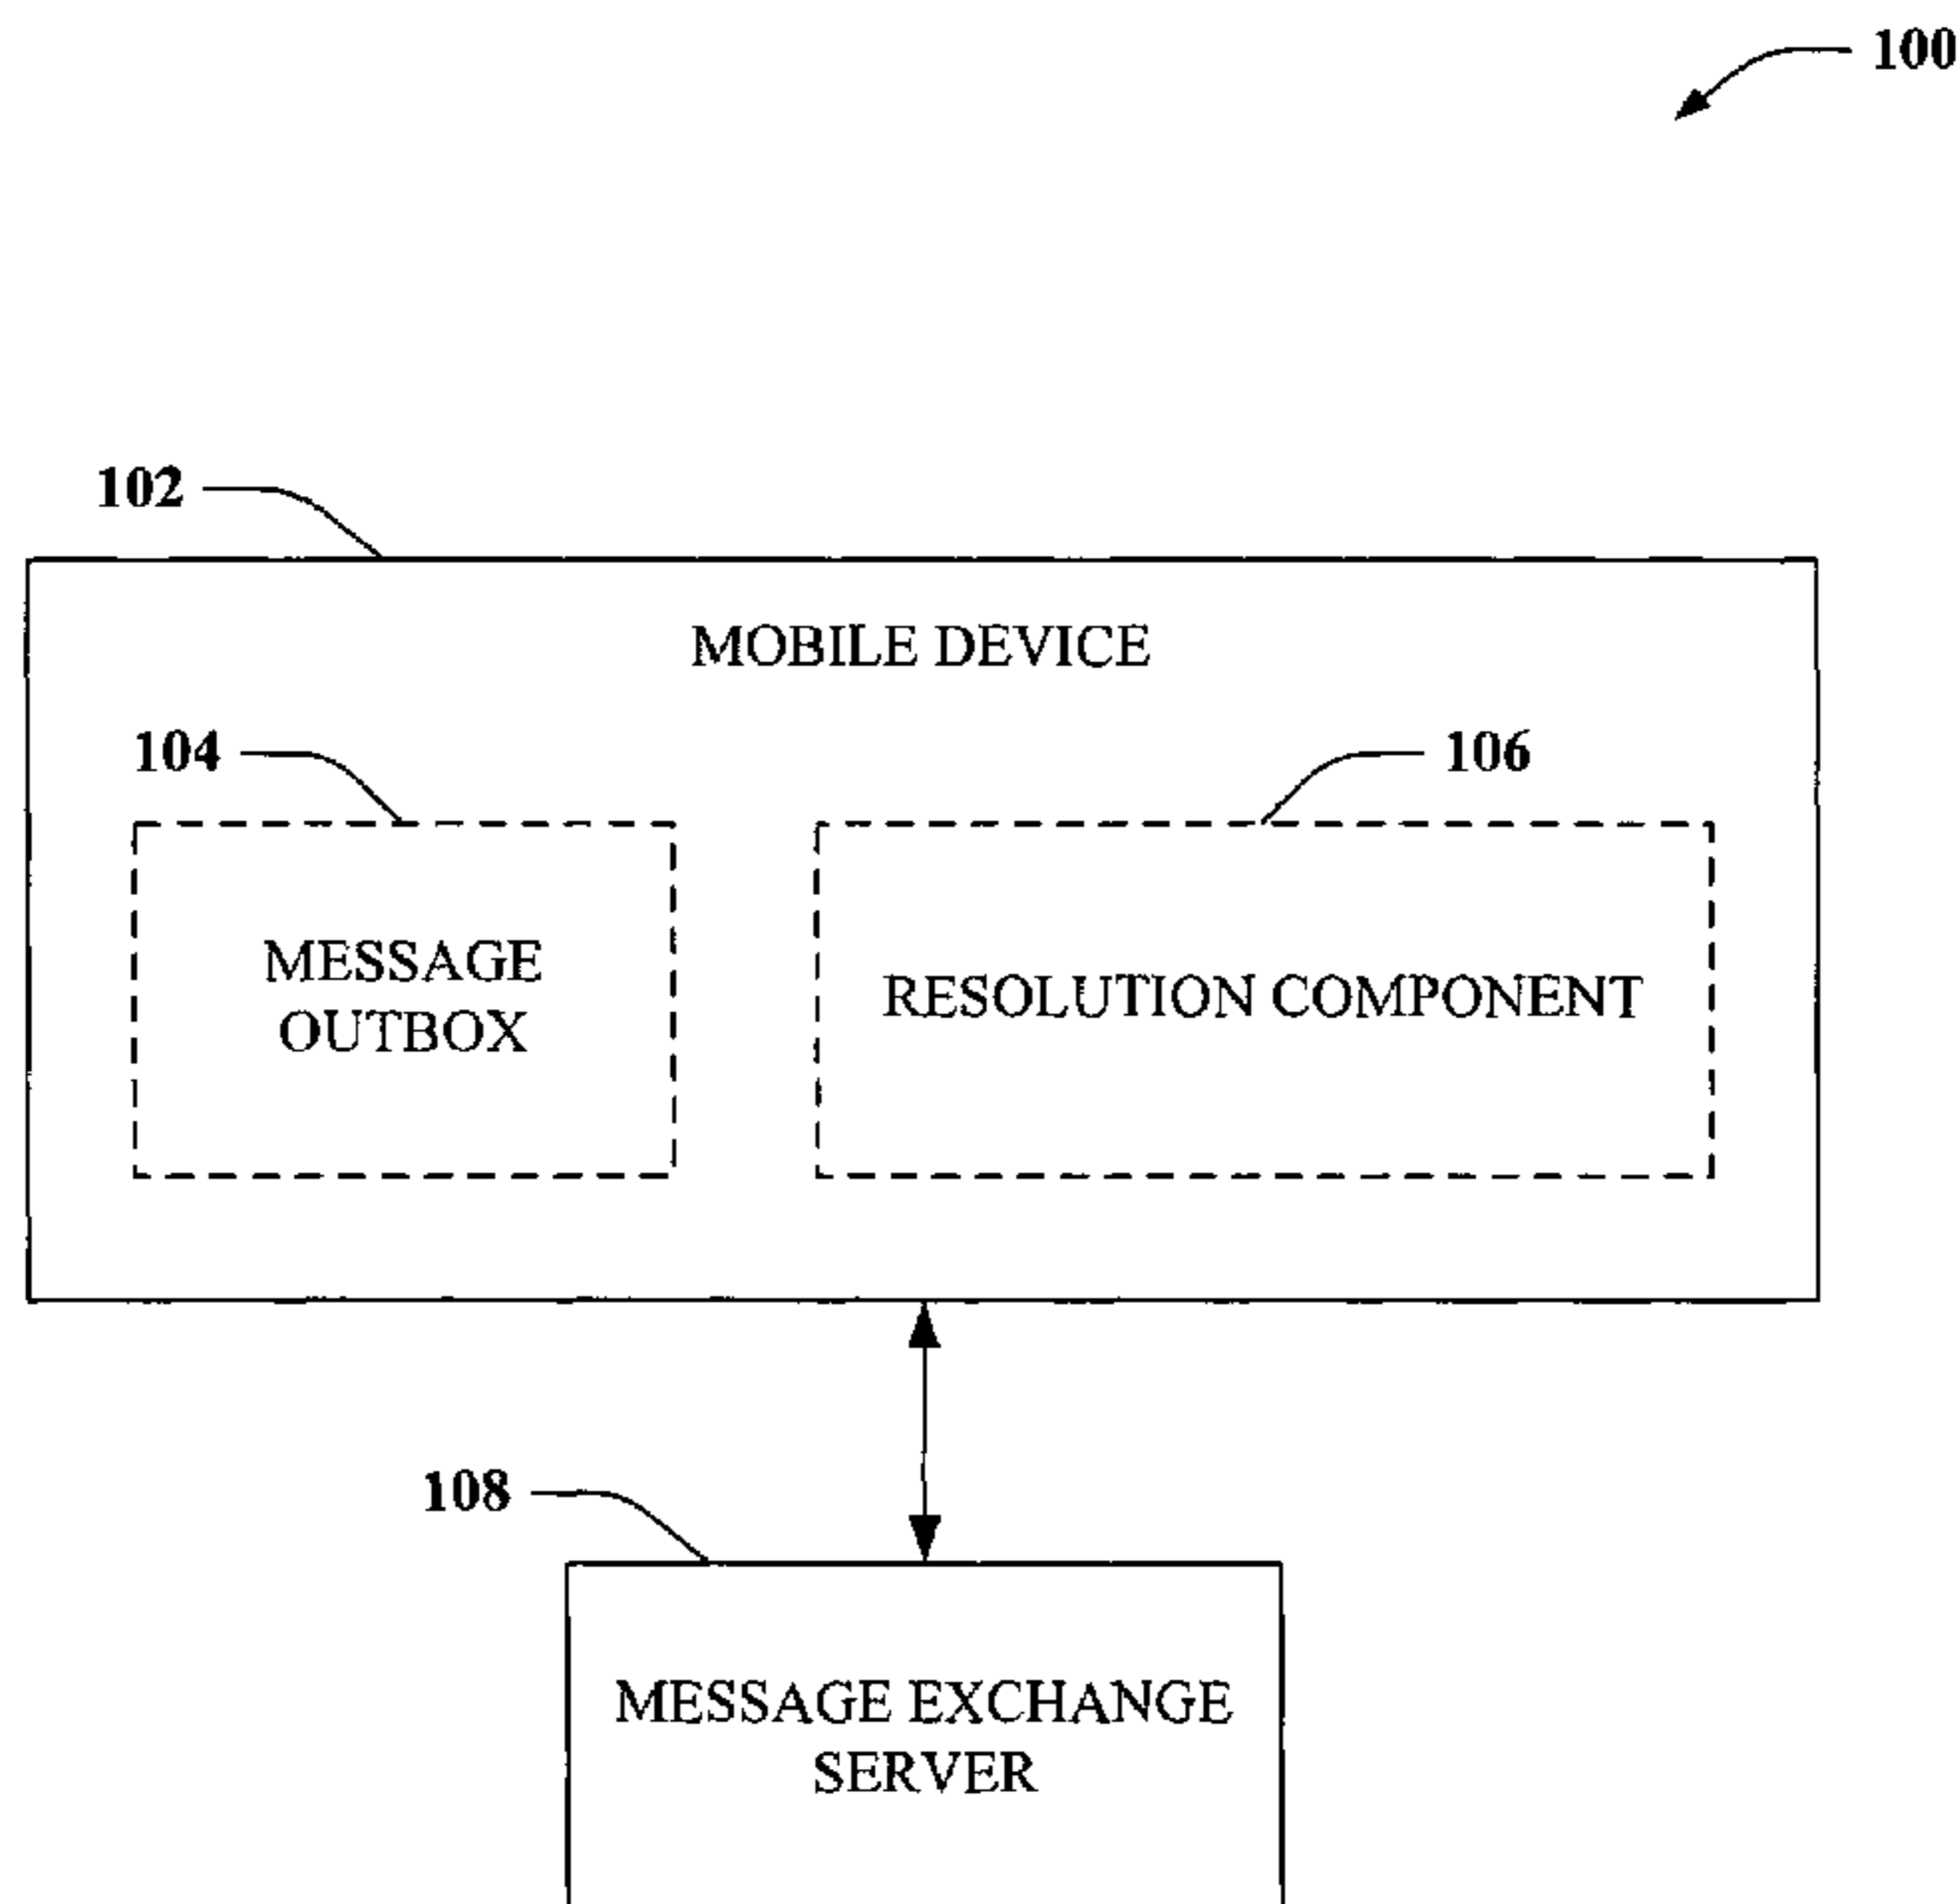 100
102
MOBILE DEVICE
104
106
MESSAGE
OUTBOX
RESOLUTION COMPONENT
108
MESSAGE EXCHANGE
SERVER